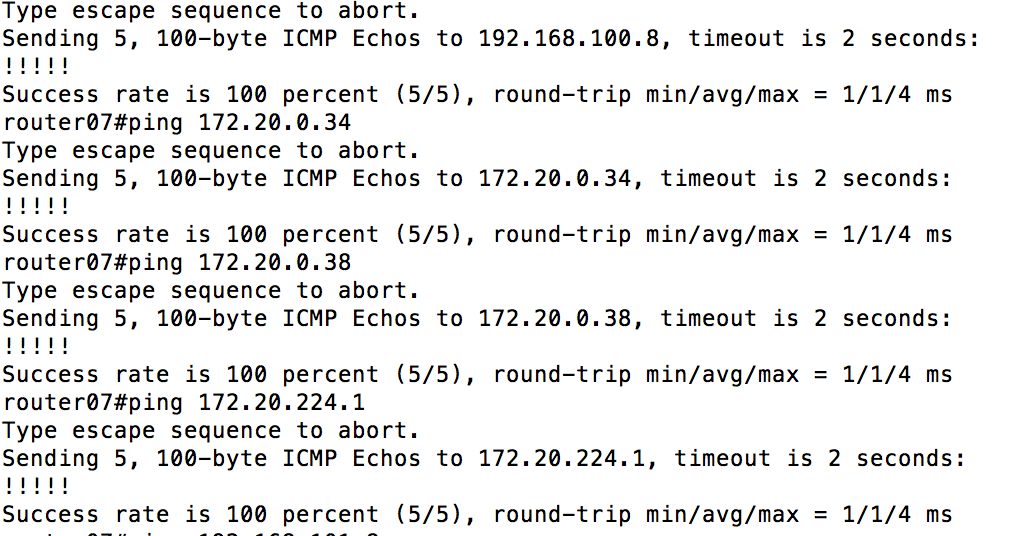 Type escape sequence to abort.
Sending 5, 100-byte ICMP Echos to 192.168.100.8, timeout is 2 seconds:
!!!!!
Success rate is 100 percent (5/5), round-trip min/avg/max = 1/1/4 ms
router07#ping 172.20.0.34
Type escape sequence to abort.
Sending 5, 100-byte ICMP Echos to 172.20.0.34, timeout is 2 seconds:
!!!!!
Success rate is 100 percent (5/5), round-trip min/avg/max = 1/1/4 ms
router07#ping 172.20.0.38
Type escape sequence to abort.
Sending 5, 100-byte ICMP Echos to 172.20.0.38, timeout is 2 seconds:
!!!!!
Success rate is 100 percent (5/5), round-trip min/avg/max = 1/1/4 ms
router07#ping 172.20.224.1
Type escape sequence to abort.
Sending 5, 100-byte ICMP Echos to 172.20.224.1, timeout is 2 seconds:
!!!!!
Success rate is 100 percent (5/5), round-trip min/avg/max = 1/1/4 ms